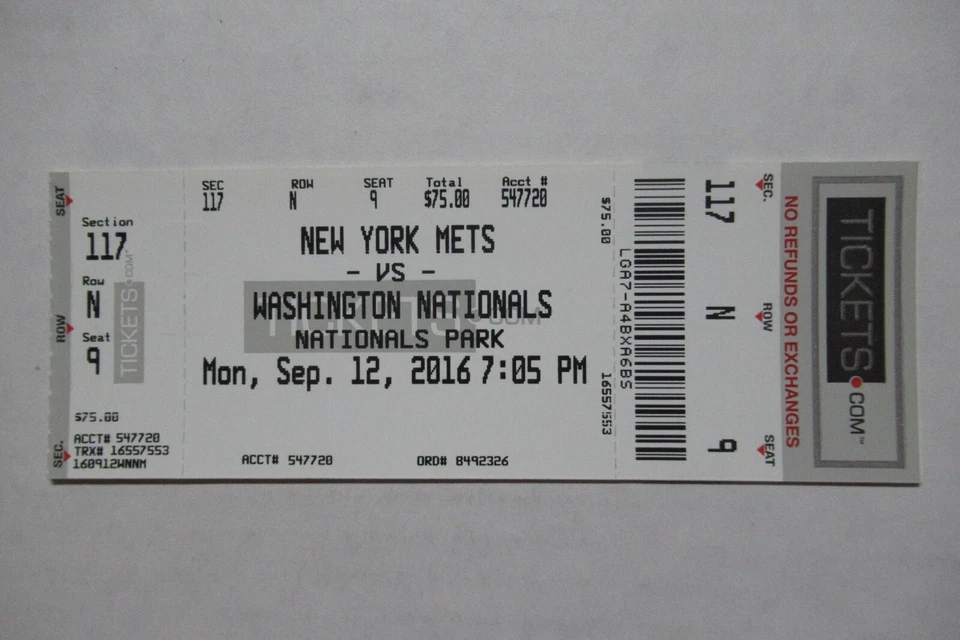 SEAT
ROW
SEC.
Section
117
Row
N
Seat
9
TICKETS.COM™
$75.00
ACCT# 547720
TRX# 16557553
160912WNNM
SEC ROW SEAT Total Acct #
117 N 9 $75.00 547720
NEW YORK METS
- VS -
WASHINGTON NATIONALS
NATIONALS PARK
Mon, Sep. 12, 2016 7:05 PM
TICKETS.COM
ACCT# 547720 ORD# 8492326
$75.00
16557553
LGA7-A4BXA6BS
117 N 9
SEC. ROW SEAT
NO REFUNDS OR EXCHANGES
TICKETS.COM™